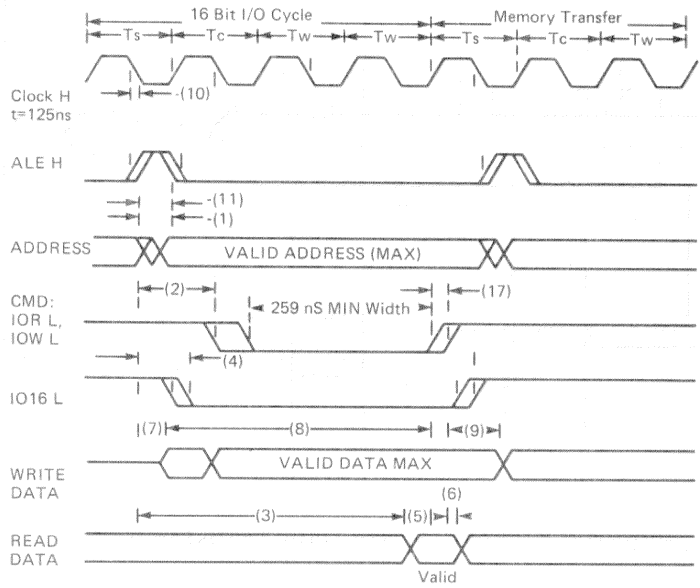 16 Bit I/O Cycle Memory Transfer
Ts Tc Tw Tw Ts Tc Tw
Clock H -(10)
t=125ns
ALE H
-(11)
-(1)
ADDRESS VALID ADDRESS (MAX)
(2) (17)
CMD: 259 nS MIN Width
IOR L,
IOW L
(4)
IO16 L
(7) (8) (9)
WRITE VALID DATA MAX
DATA
(6)
(3) (5)
READ
DATA
Valid